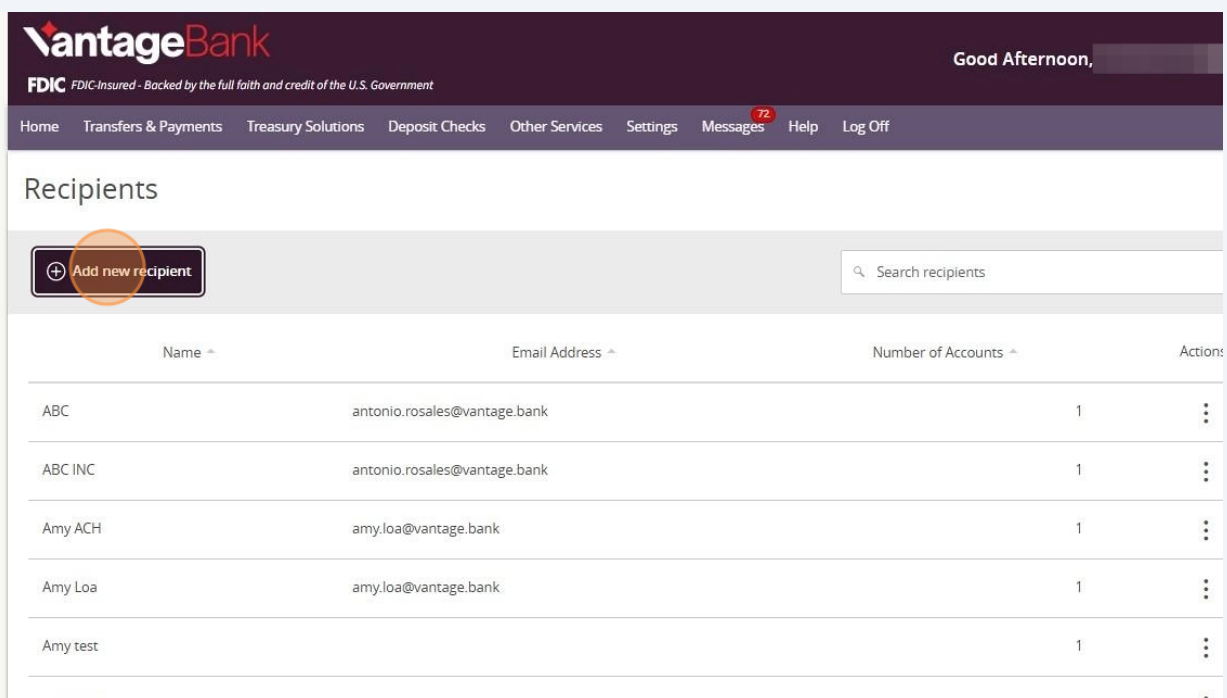 VantageBank
Good Afternoon,
FDIC FDIC-Insured - Backed by the full faith and credit of the U.S. Government
Home Transfers & Payments Treasury Solutions Deposit Checks Other Services Settings Messages 72 Help Log Off
Recipients
Add new recipient Search recipients
Name Email Address Number of Accounts Actions
ABC antonio.rosales@vantage.bank 1
ABC INC antonio.rosales@vantage.bank 1
Amy ACH amy.loa@vantage.bank 1
Amy Loa amy.loa@vantage.bank 1
Amy test 1